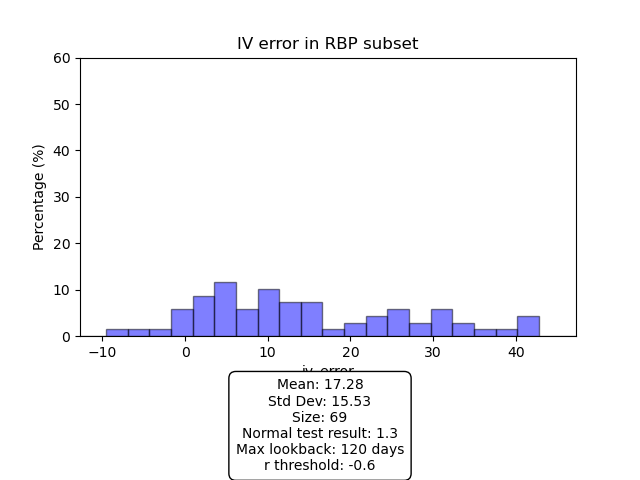 IV error in RBP subset
Percentage (%)
60
50
40
30
20
10
0
−10 0 10 20 30 40
iv_error
Mean: 17.28
Std Dev: 15.53
Size: 69
Normal test result: 1.3
Max lookback: 120 days
r threshold: -0.6